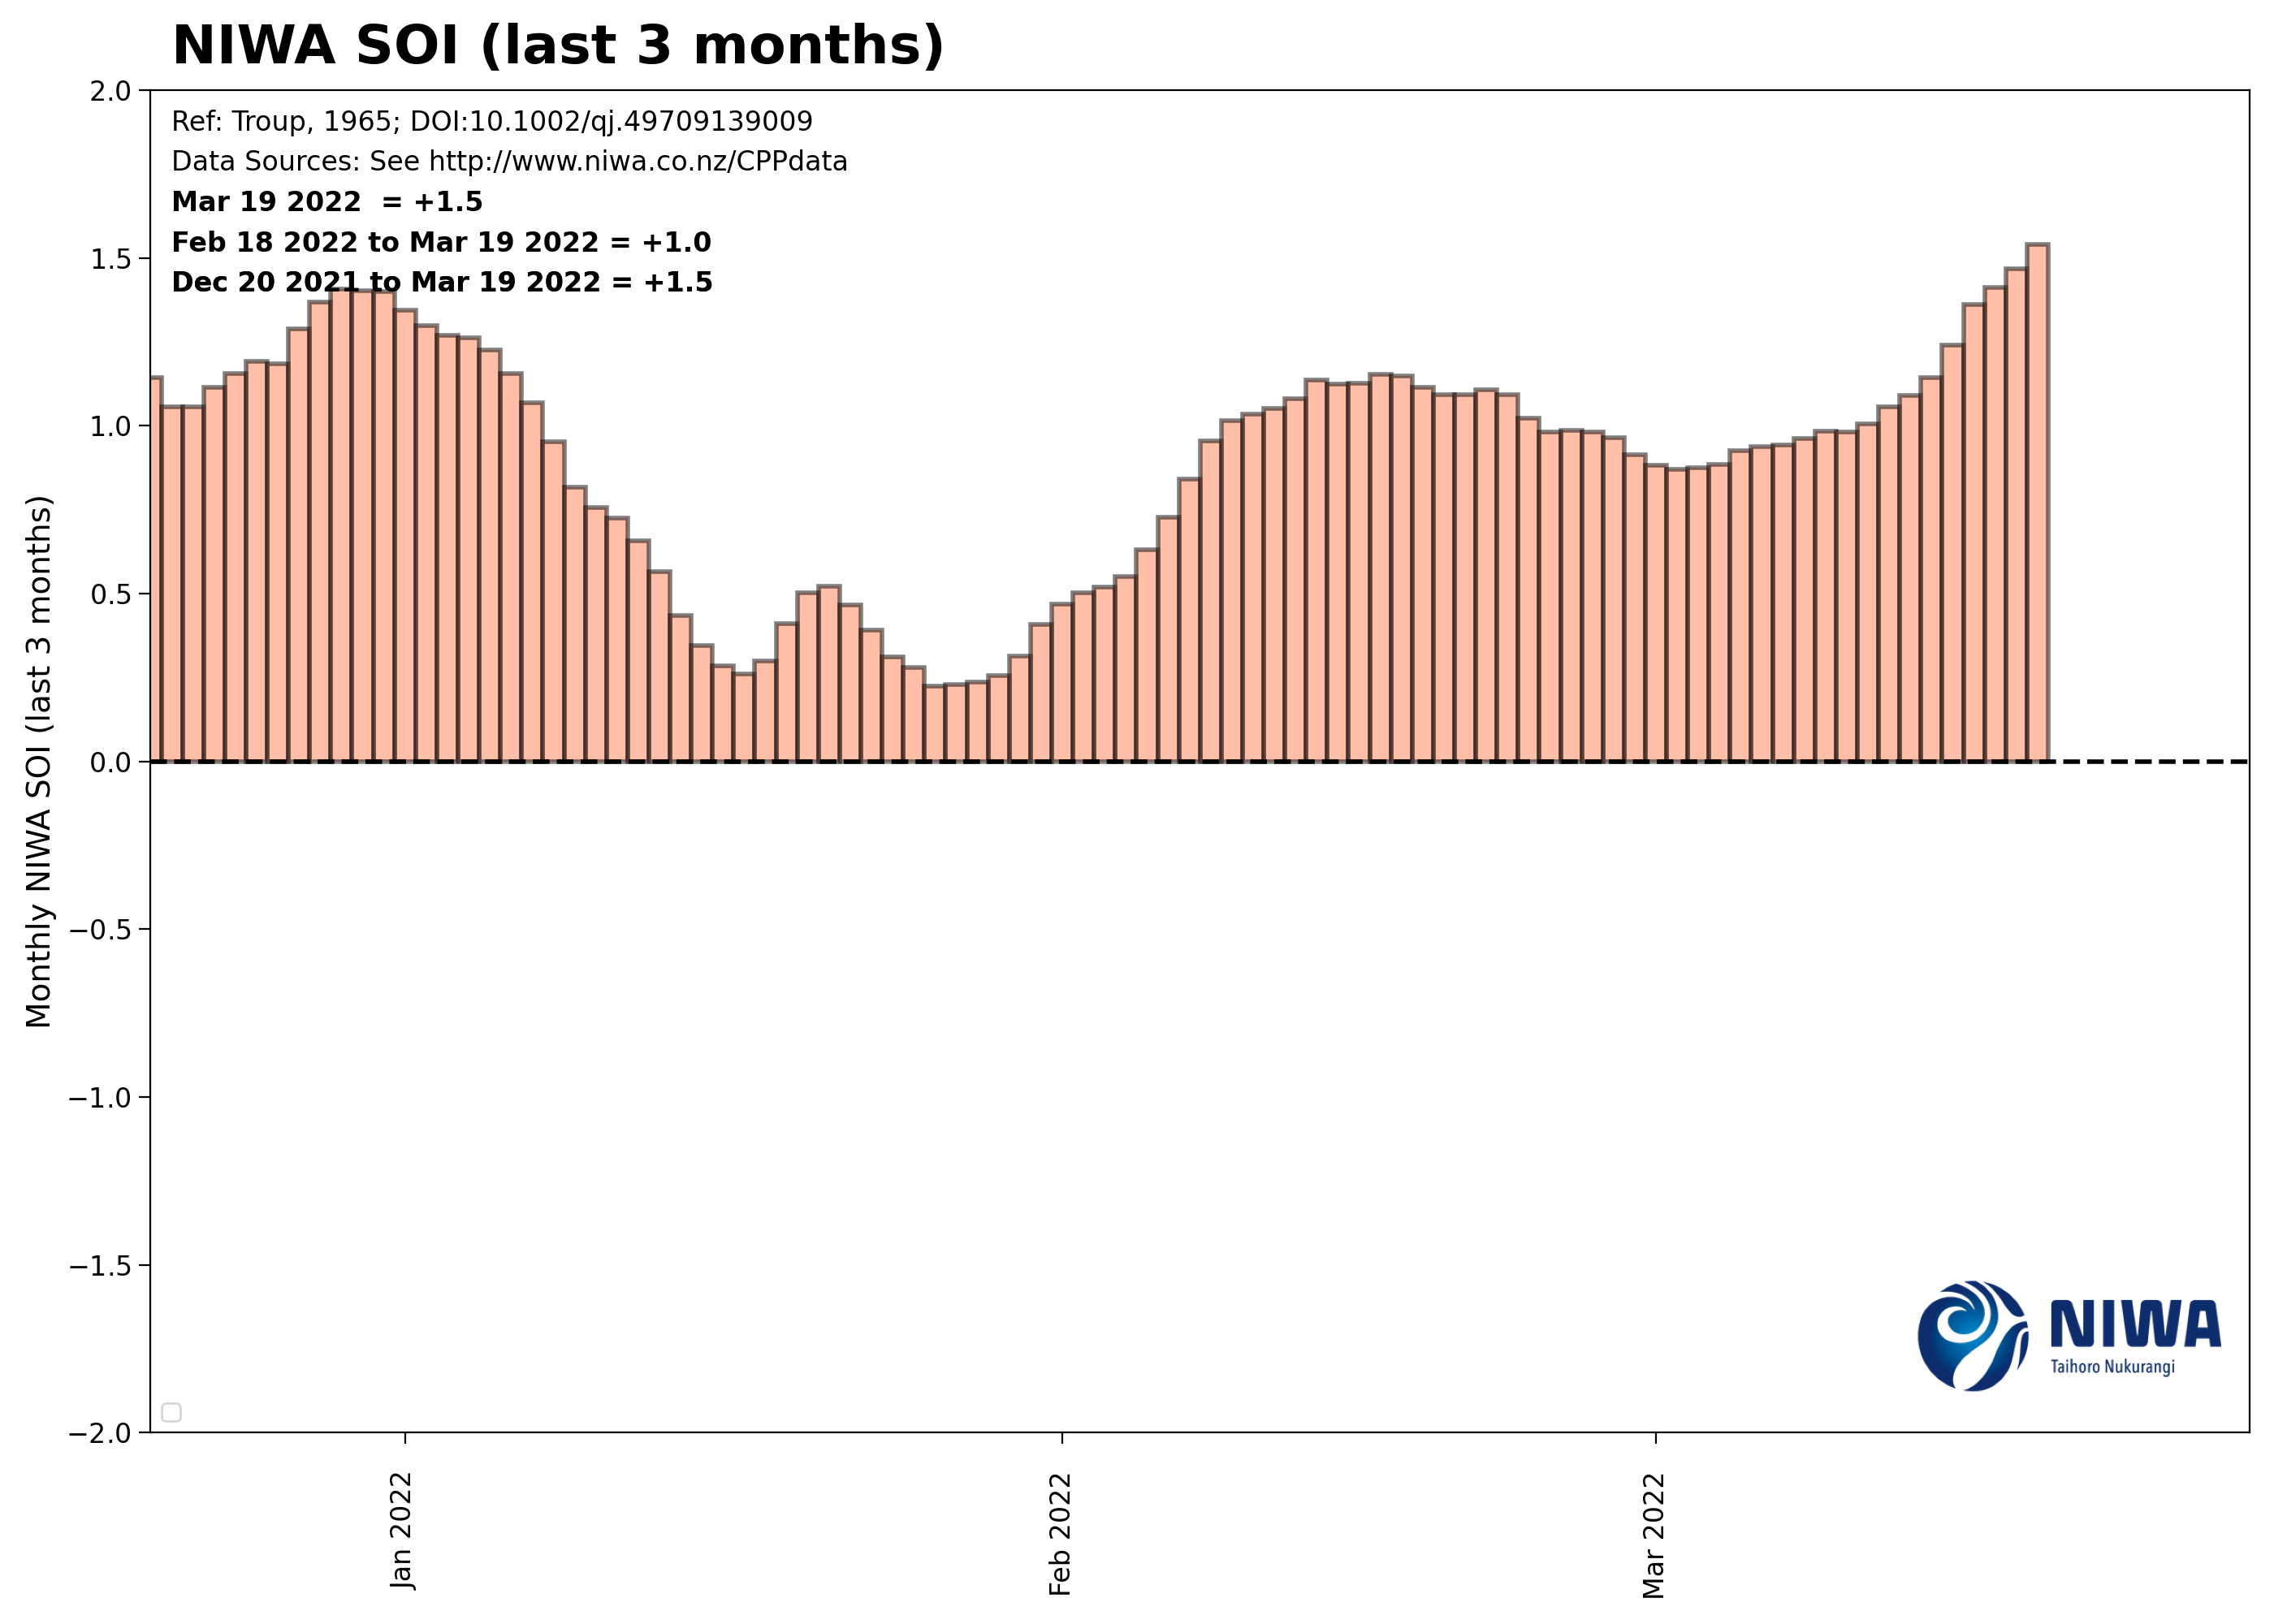 NIWA SOI (last 3 months)
Ref: Troup, 1965; DOI:10.1002/qj.49709139009
Data Sources: See http://www.niwa.co.nz/CPPdata
Mar 19 2022  = +1.5
Feb 18 2022 to Mar 19 2022 = +1.0
Dec 20 2021 to Mar 19 2022 = +1.5
Monthly NIWA SOI (last 3 months)
2.0
1.5
1.0
0.5
0.0
−0.5
−1.0
−1.5
−2.0
Jan 2022
Feb 2022
Mar 2022
NIWA
Taihoro Nukurangi